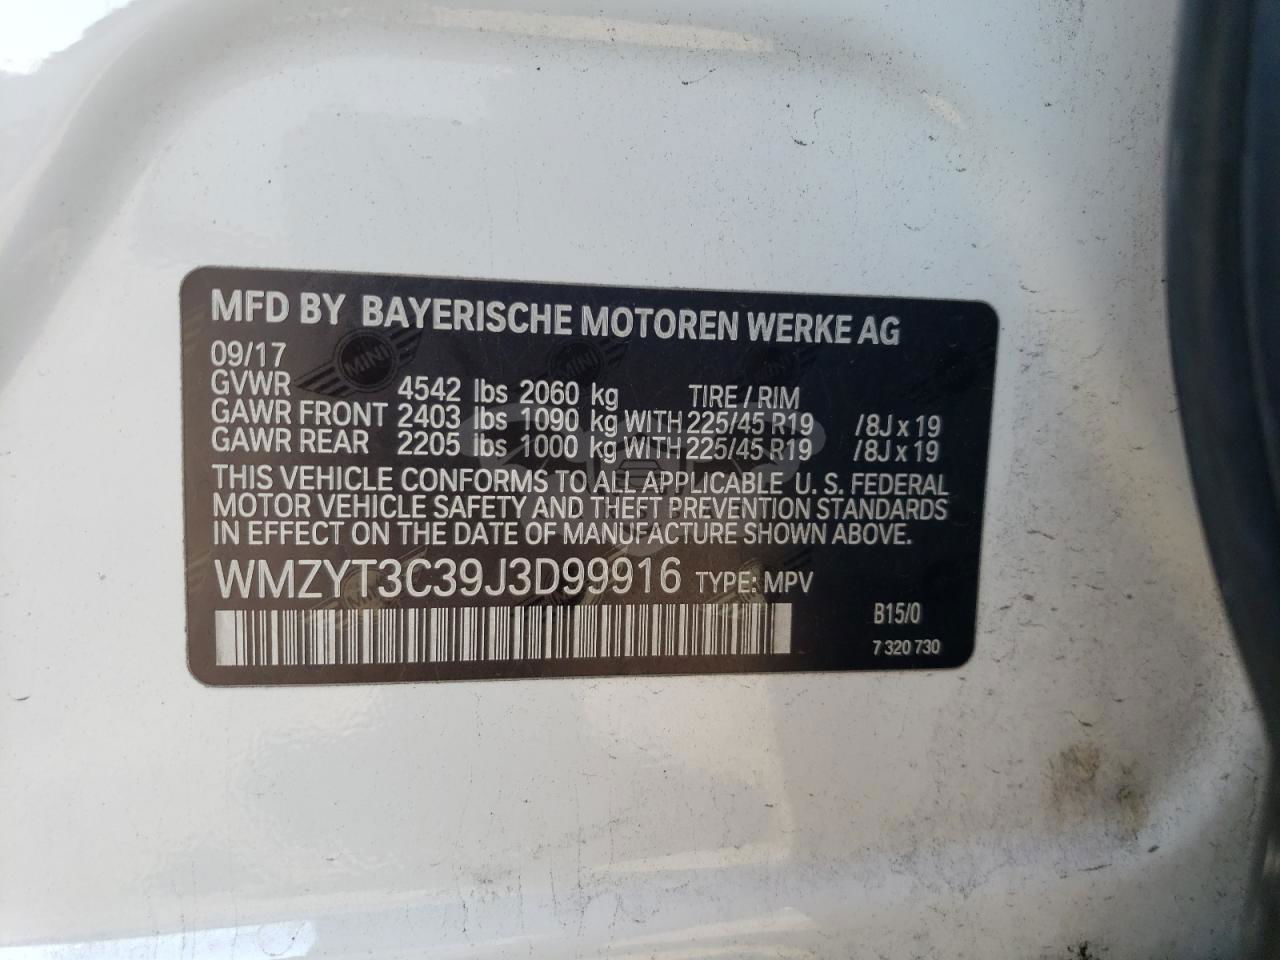 MFD BY BAYERISCHE MOTOREN WERKE AG
09/17
GVWR 4542 lbs 2060 kg TIRE / RIM
GAWR FRONT 2403 lbs 1090 kg WITH 225/45 R19 /8J x 19
GAWR REAR 2205 lbs 1000 kg WITH 225/45 R19 /8J x 19
THIS VEHICLE CONFORMS TO ALL APPLICABLE U. S. FEDERAL
MOTOR VEHICLE SAFETY AND THEFT PREVENTION STANDARDS
IN EFFECT ON THE DATE OF MANUFACTURE SHOWN ABOVE.
WMZYT3C39J3D99916 TYPE: MPV
B15/0
7 320 730
MINI